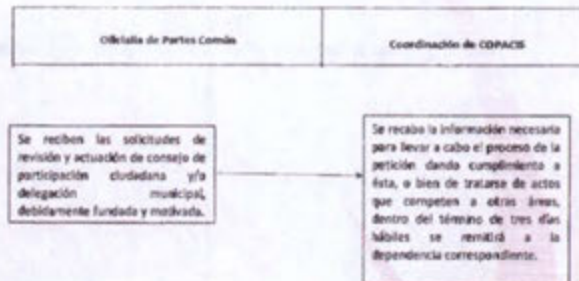 Oficialía de Partes Común
Coordinación de COPACIS
Se reciben las solicitudes de
revisión y actuación de consejo de
participación ciudadana y/o
delegación municipal,
debidamente fundada y motivada.
Se recaba la información necesaria
para llevar a cabo el proceso de la
petición dando cumplimiento a
ésta, o bien de tratarse de actos
que competen a otras áreas,
dentro del término de tres días
hábiles se remitirá a la
dependencia correspondiente.